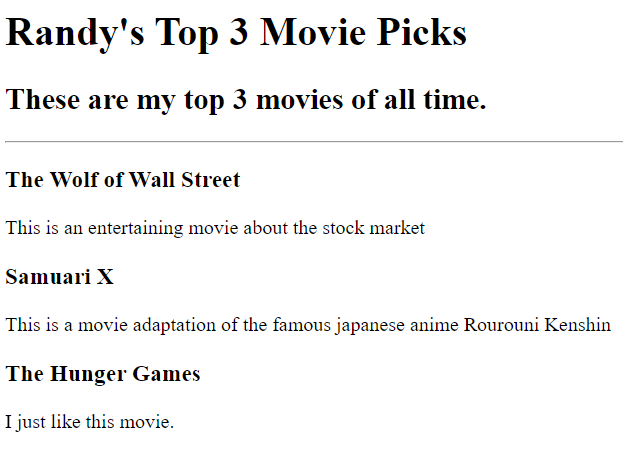 Randy's Top 3 Movie Picks
These are my top 3 movies of all time.
The Wolf of Wall Street
This is an entertaining movie about the stock market
Samuari X
This is a movie adaptation of the famous japanese anime Rourouni Kenshin
The Hunger Games
I just like this movie.